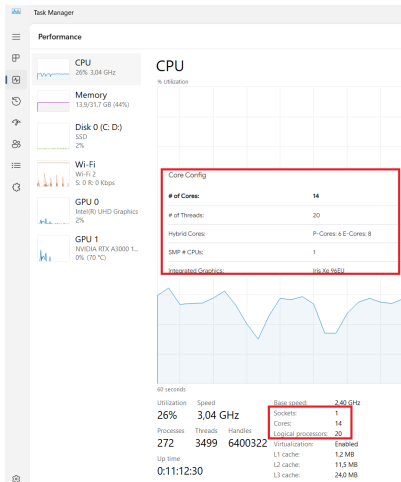 Task Manager
Performance
CPU
26% 3,04 GHz
Memory
13,9/31,7 GB (44%)
Disk 0 (C: D:)
SSD
2%
Wi-Fi
Wi-Fi 2
S: 0 R: 0 Kbps
GPU 0
Intel(R) UHD Graphics
2%
GPU 1
NVIDIA RTX A3000 1...
0% (70 °C)
CPU
% Utilization
Core Config
# of Cores: 14
# of Threads: 20
Hybrid Cores: P-Cores: 6 E-Cores: 8
SMP # CPUs: 1
Integrated Graphics: Iris Xe 96EU
60 seconds
Utilization Speed
26% 3,04 GHz
Processes Threads Handles
272 3499 6400322
Up time
0:11:12:30
Base speed: 2,40 GHz
Sockets: 1
Cores: 14
Logical processors: 20
Virtualization: Enabled
L1 cache: 1,2 MB
L2 cache: 11,5 MB
L3 cache: 24,0 MB